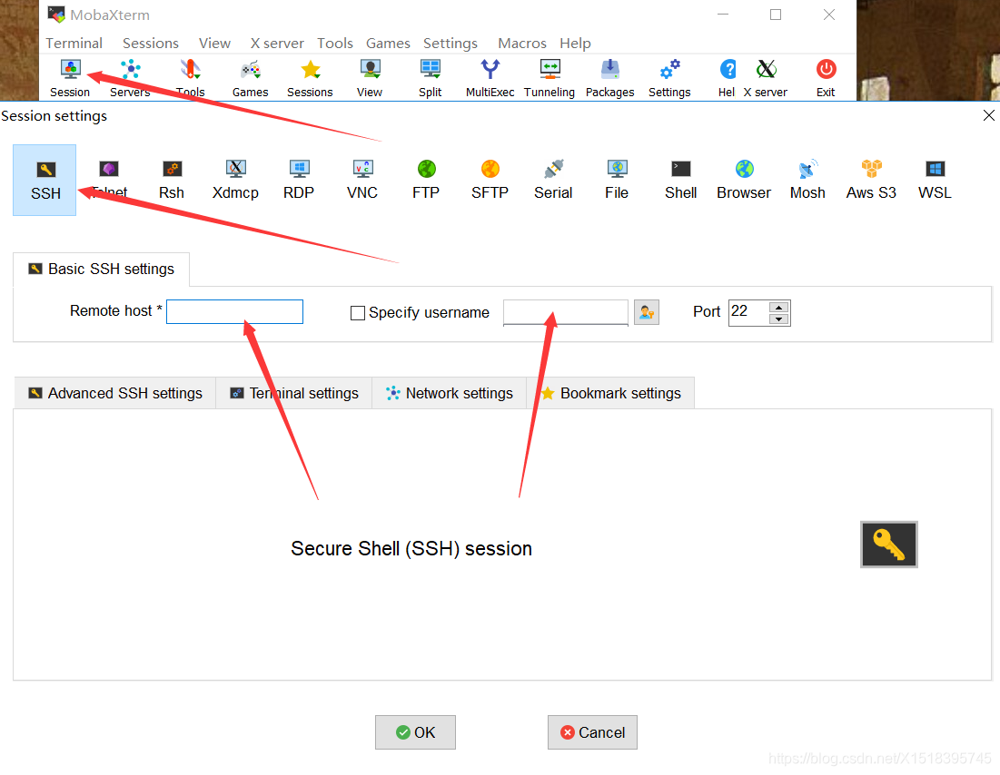 MobaXterm
Terminal Sessions View X server Tools Games Settings Macros Help
Session Servers Tools Games Sessions View Split MultiExec Tunneling Packages Settings Hel X server Exit
Session settings
SSH Telnet Rsh Xdmcp RDP VNC FTP SFTP Serial File Shell Browser Mosh Aws S3 WSL
Basic SSH settings
Remote host * Specify username Port 22
Advanced SSH settings Terminal settings Network settings Bookmark settings
Secure Shell (SSH) session
OK Cancel
https://blog.csdn.net/X1518395745